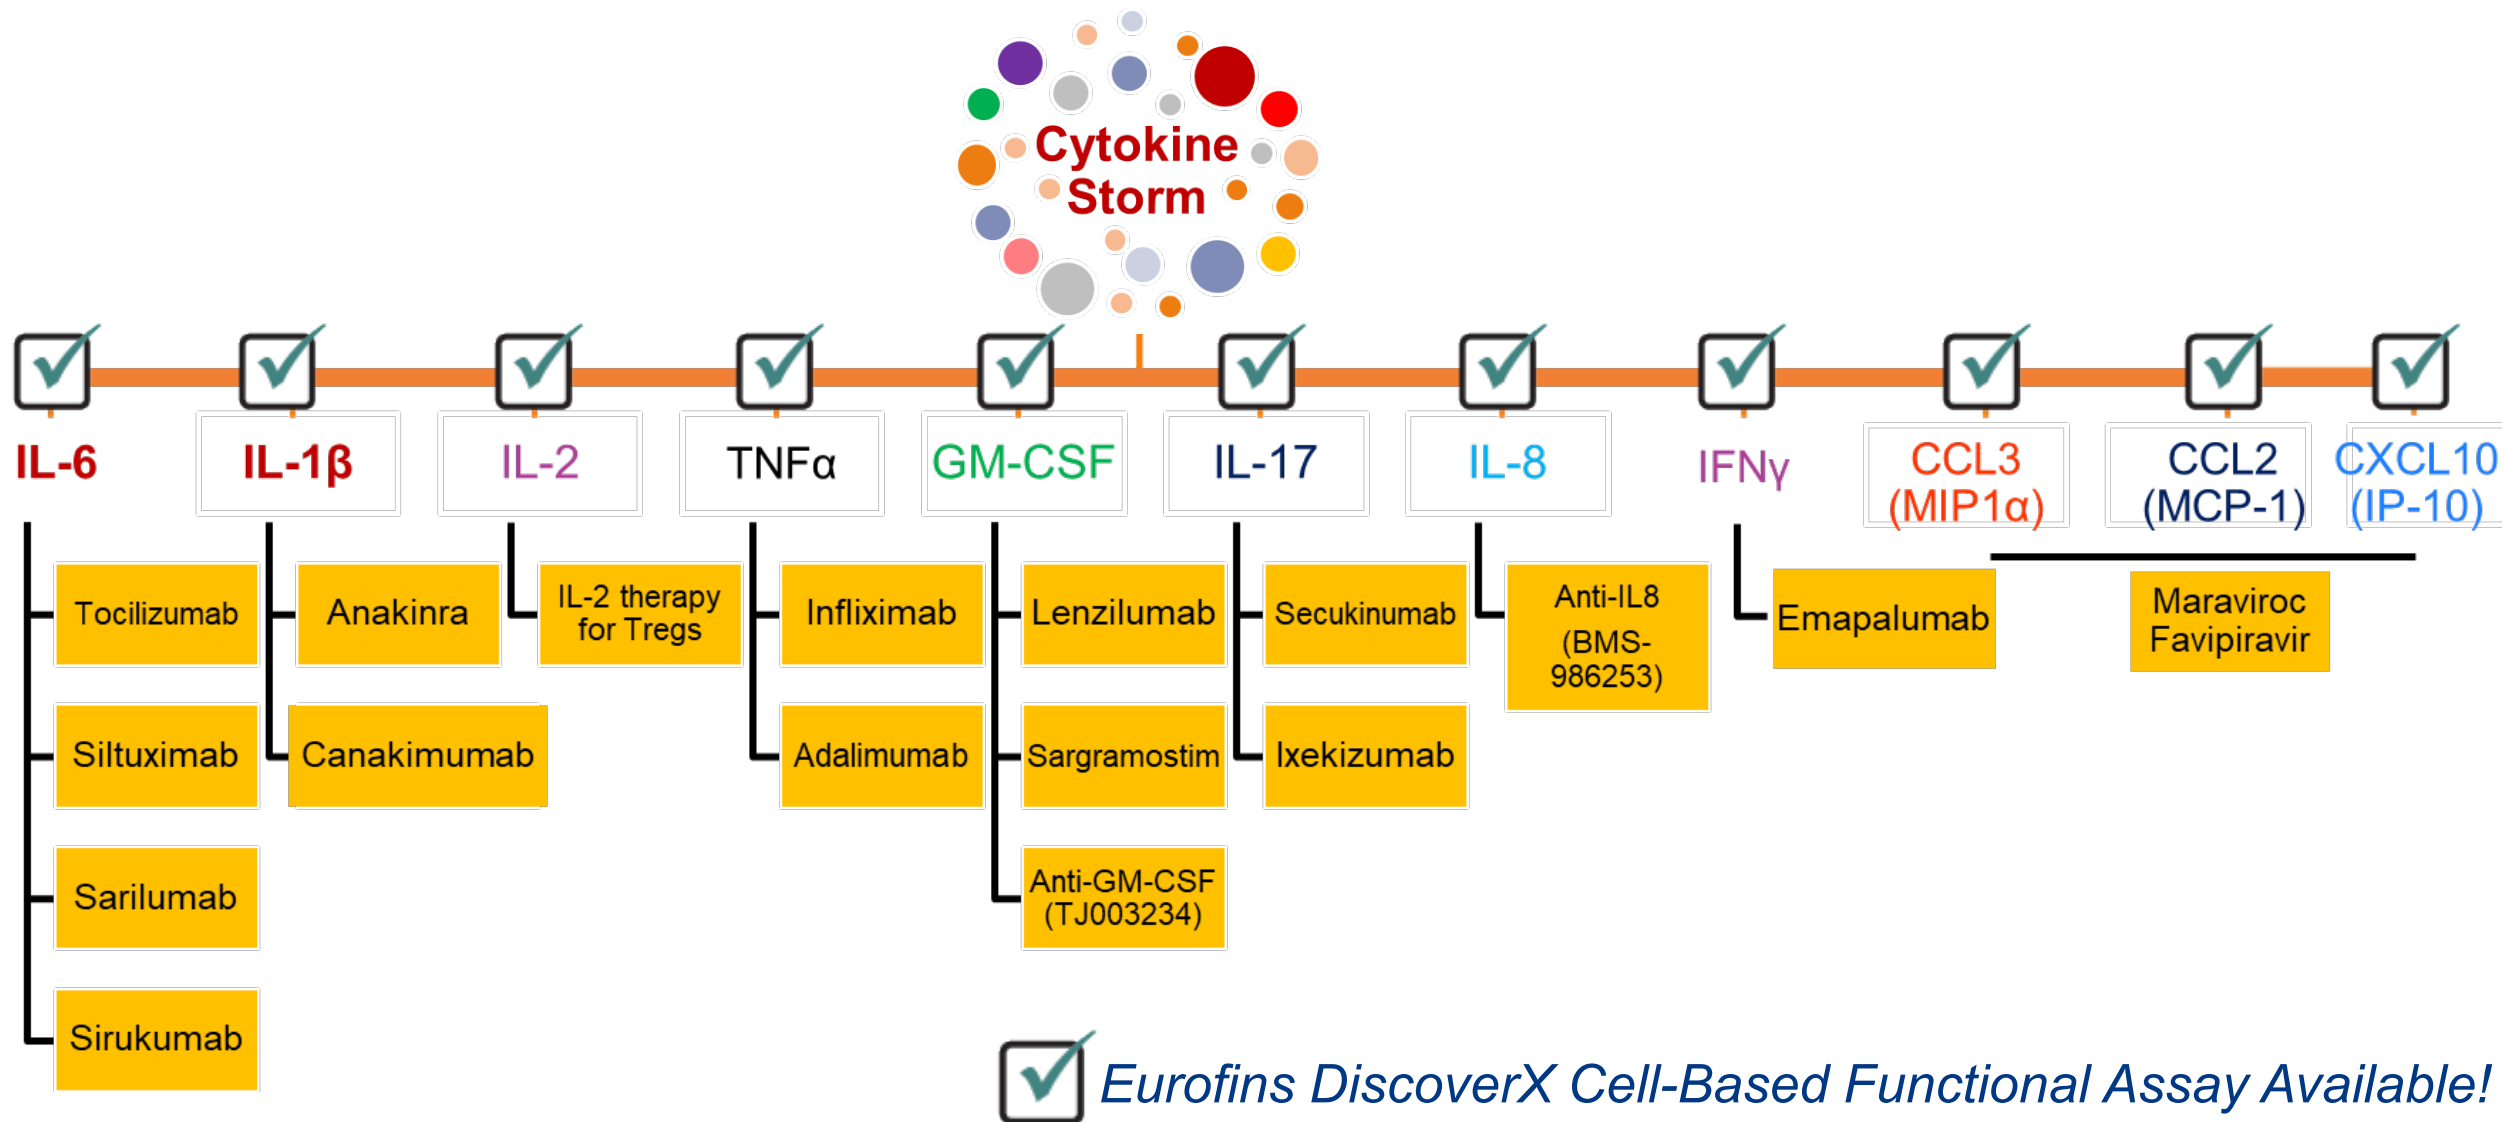 Cytokine
Storm
IL-6
IL-1β
IL-2
TNFα
GM-CSF
IL-17
IL-8
IFNγ
CCL3
(MIP1α)
CCL2
(MCP-1)
CXCL10
(IP-10)
Tocilizumab
Siltuximab
Sarilumab
Sirukumab
Anakinra
Canakimumab
IL-2 therapy
for Tregs
Infliximab
Adalimumab
Lenzilumab
Sargramostim
Anti-GM-CSF
(TJ003234)
Secukinumab
Ixekizumab
Anti-IL8
(BMS-
986253)
Emapalumab
Maraviroc
Favipiravir
Eurofins DiscoverX Cell-Based Functional Assay Available!